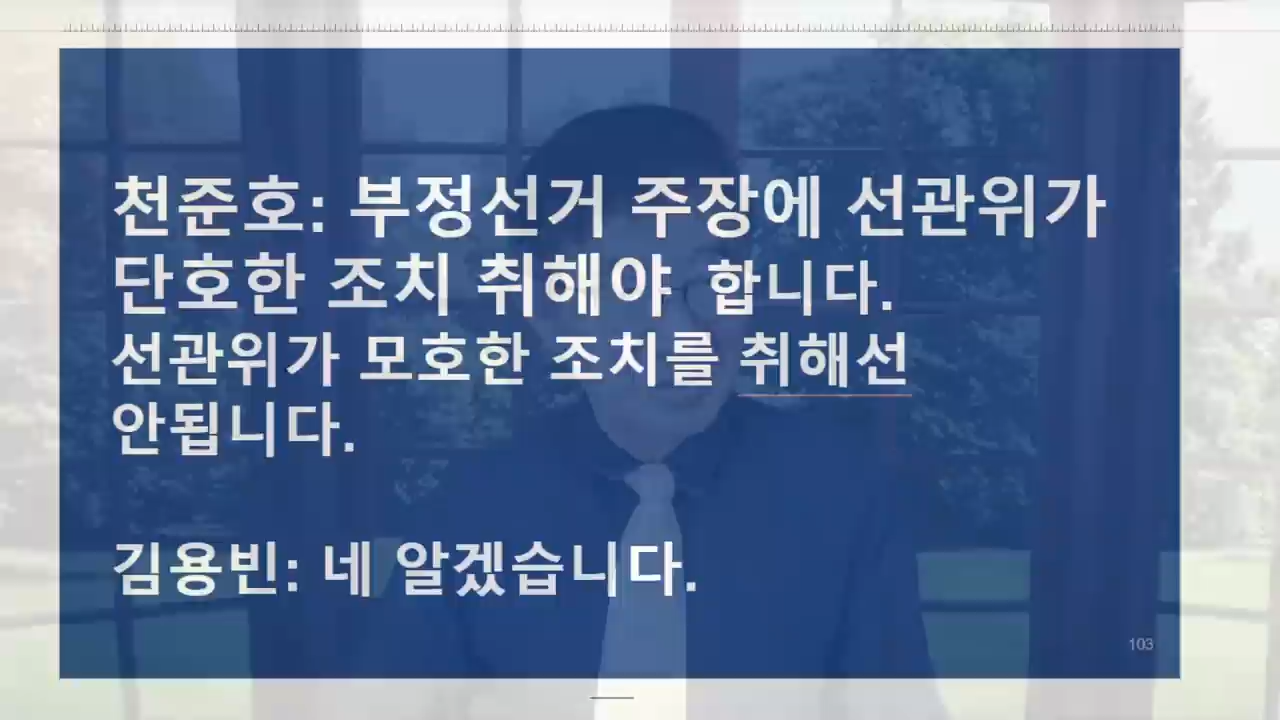 천준호: 부정선거 주장에 선관위가
단호한 조치 취해야 합니다.
선관위가 모호한 조치를 취해선
안됩니다.
김용빈: 네 알겠습니다.
103